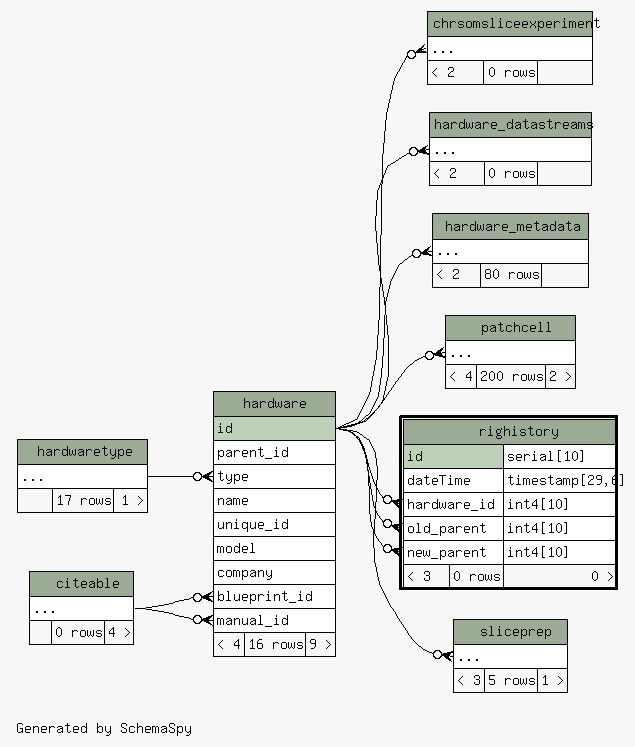 chrsomsliceexperiment
...
< 2 0 rows
hardware_datastreams
...
< 2 0 rows
hardware_metadata
...
< 2 80 rows
patchcell
...
< 4 200 rows 2 >
hardware
id
parent_id
type
name
unique_id
model
company
blueprint_id
manual_id
< 4 16 rows 9 >
hardwaretype
...
17 rows 1 >
citeable
...
0 rows 4 >
righistory
id serial[10]
dateTime timestamp[29,6]
hardware_id int4[10]
old_parent int4[10]
new_parent int4[10]
< 3 0 rows 0 >
sliceprep
...
< 3 5 rows 1 >
Generated by SchemaSpy